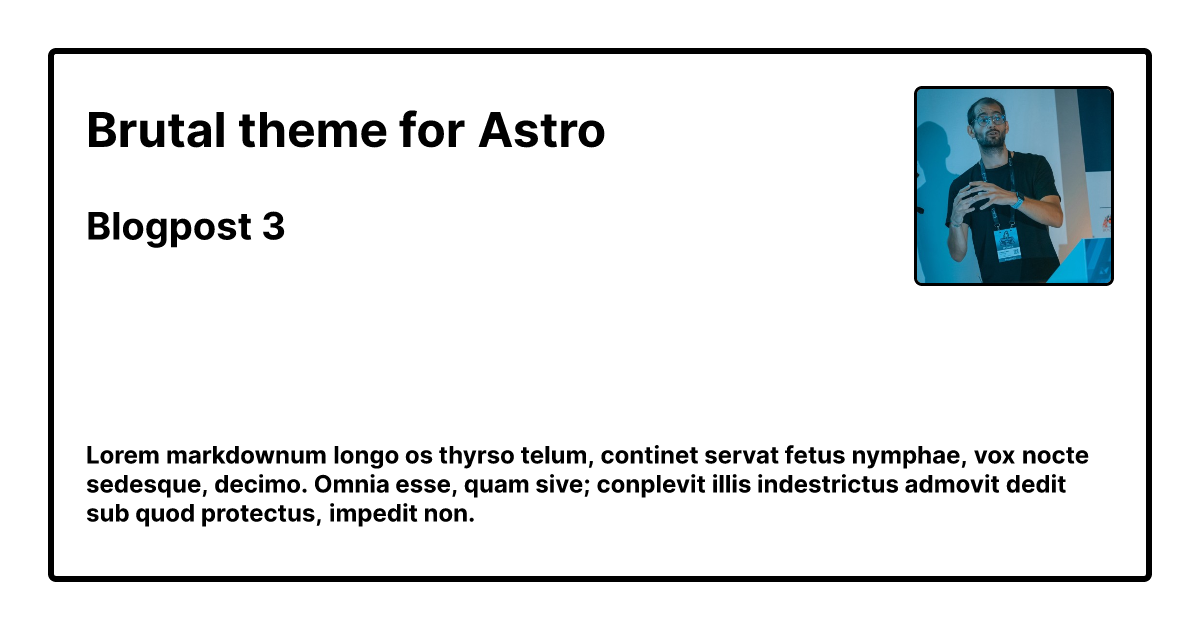 Brutal theme for Astro
Blogpost 3
Lorem markdownum longo os thyrso telum, continet servat fetus nymphae, vox nocte
sedesque, decimo. Omnia esse, quam sive; conplevit illis indestrictus admovit dedit
sub quod protectus, impedit non.